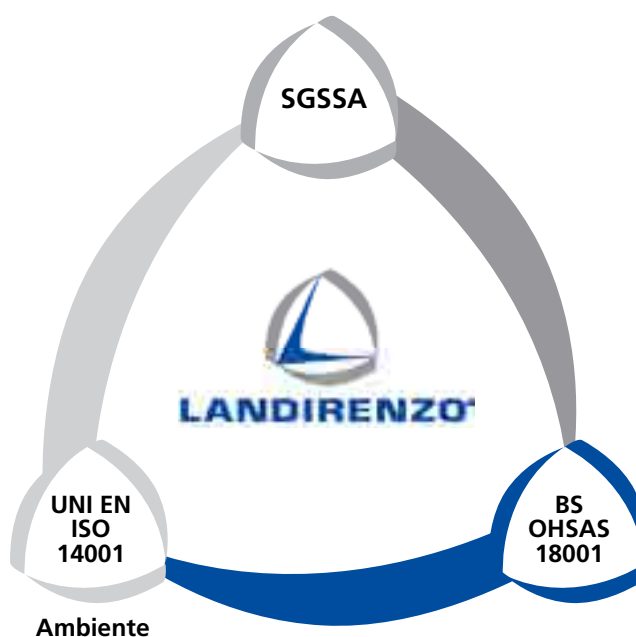 SGSSA
LANDIRENZO
UNI EN
ISO
14001
BS
OHSAS
18001
Ambiente